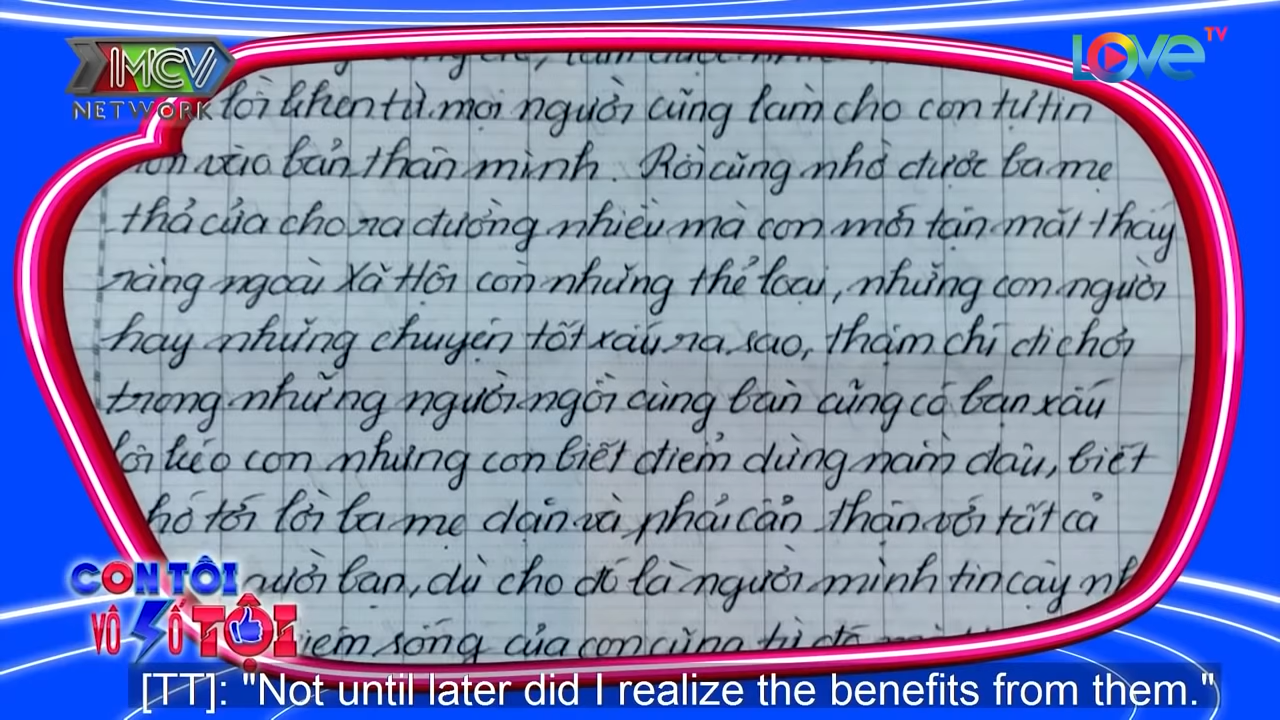 MCV
NETWORK
LOVE TV
lời khen từ mọi người cũng làm cho con tự tin
vào bản thân mình. Rồi cũng nhờ được ba mẹ
thả cửa cho ra đường nhiều mà con mới tận mắt thấy
rằng ngoài Xã Hội còn những thể loại, những con người
hay những chuyện tốt xấu ra sao, thậm chí đi chơi
trong những người ngồi cùng bàn cũng có bạn xấu
lôi kéo con nhưng con biết điểm dừng nằm đâu, biết
tới lời ba mẹ dặn và phải cẩn thận với tất cả
người bạn, dù cho đó là người mình tin cậy
sống của con cũng từ đó
CON TÔI
VÔ SỐ TỘI
[TT]: "Not until later did I realize the benefits from them."